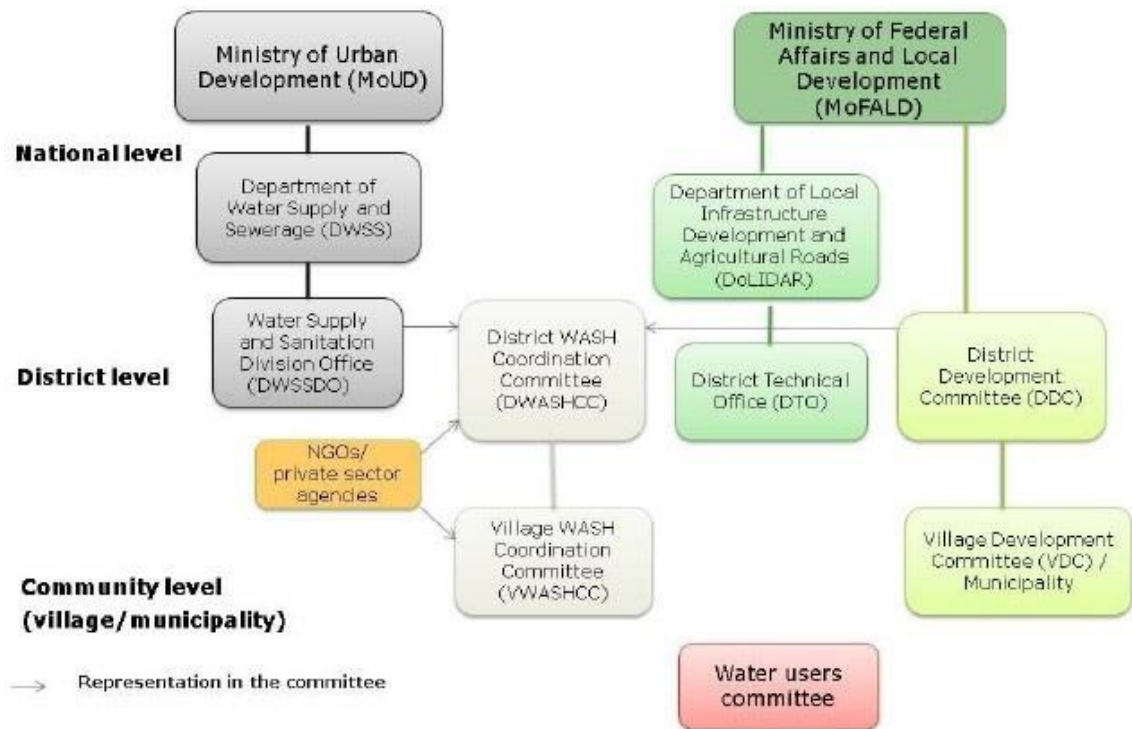 Ministry of Urban
Development (MoUD)
Ministry of Federal
Affairs and Local
Development
(MoFALD)
National level
Department of
Water Supply and
Sewerage (DWSS)
Department of Local
Infrastructure
Development and
Agricultural Roads
(DoLIDAR)
Water Supply
and Sanitation
Division Office
(DWSSDO)
District level
District WASH
Coordination
Committee
(DWASHCC)
District Technical
Office (DTO)
District
Development
Committee (DDC)
NGOs/
private sector
agencies
Village WASH
Coordination
Committee
(VWASHCC)
Village Development
Committee (VDC) /
Municipality
Community level
(village/municipality)
Representation in the committee
Water users
committee